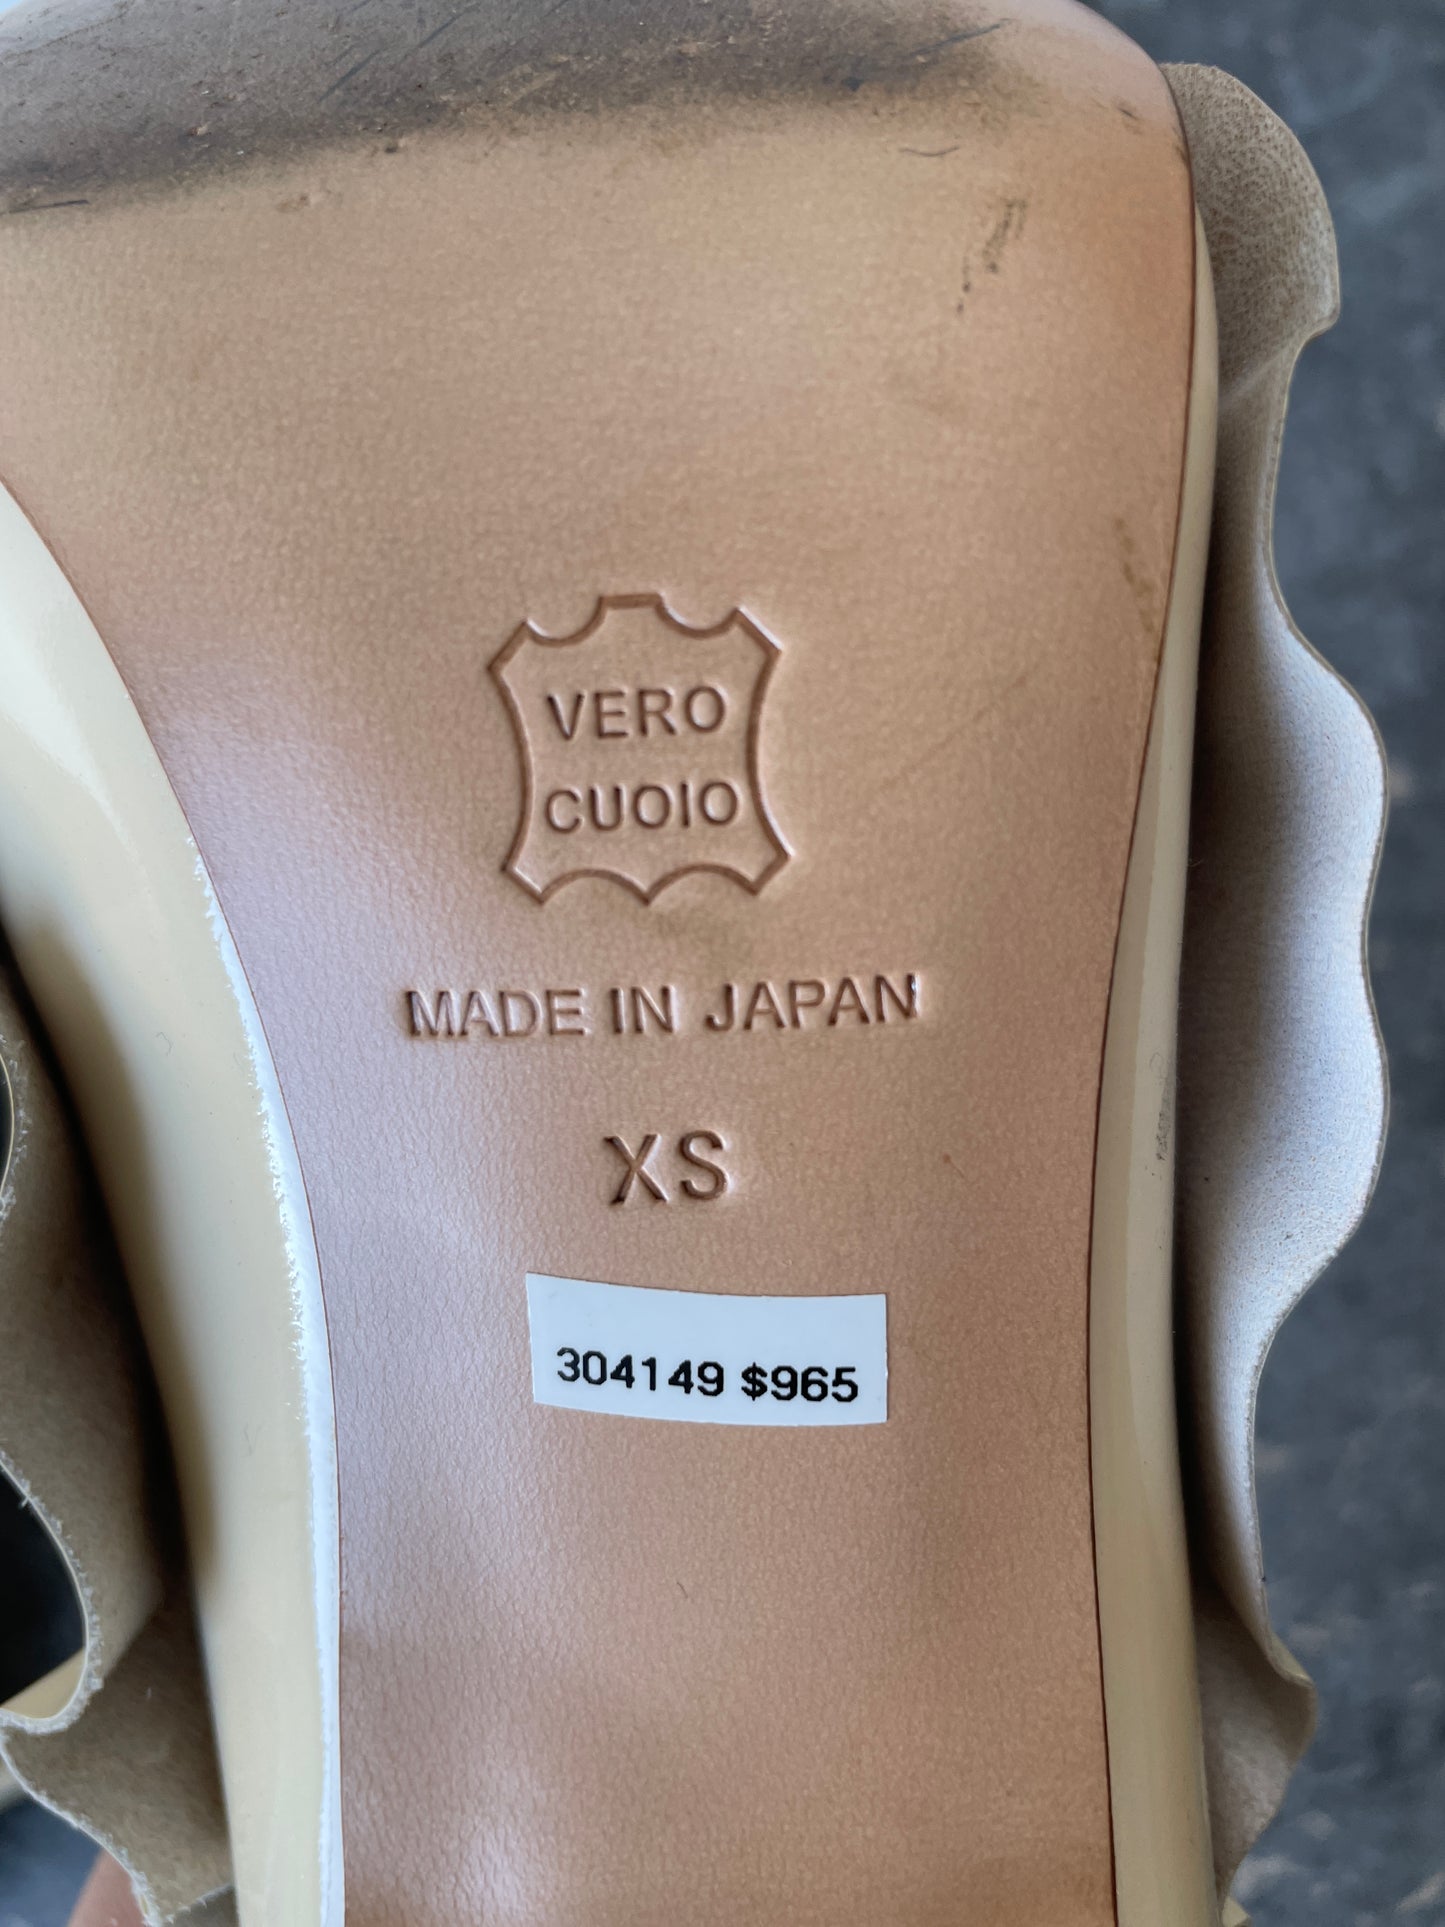 VERO
CUOIO
MADE IN JAPAN
XS
304149 $965